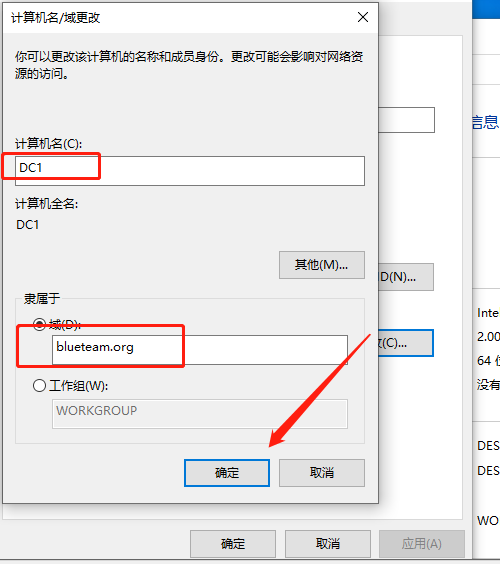 计算机名/域更改
你可以更改该计算机的名称和成员身份。更改可能会影响对网络资
源的访问。
信息
计算机名(C):
DC1
计算机全名:
DC1
其他(M)...
D(N)...
隶属于
域(D):
blueteam.org
(C)...
工作组(W):
WORKGROUP
确定
取消
Inte
2.00
64 位
没有
DES
DES
WO
确定
取消
应用(A)